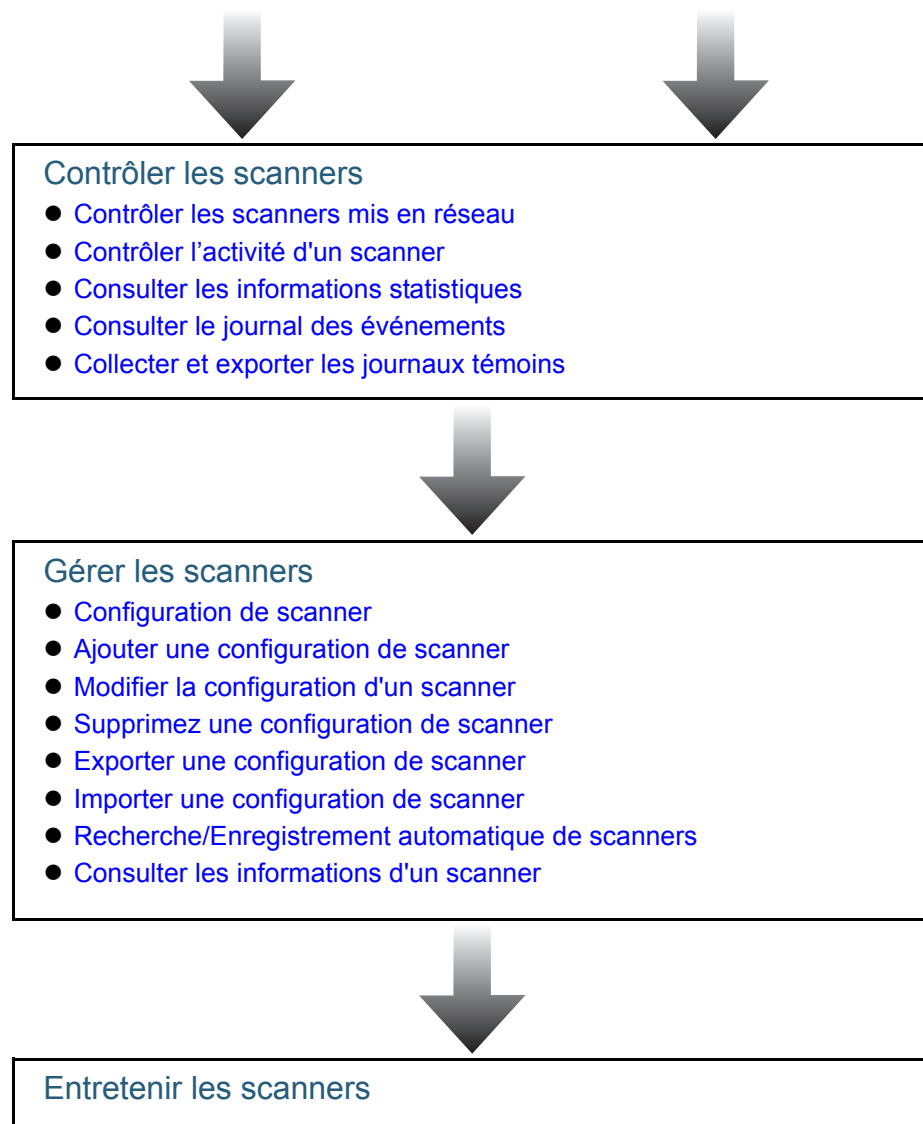 Contrôler les scanners
● Contrôler les scanners mis en réseau
● Contrôler l’activité d'un scanner
● Consulter les informations statistiques
● Consulter le journal des événements
● Collecter et exporter les journaux témoins
Gérer les scanners
● Configuration de scanner
● Ajouter une configuration de scanner
● Modifier la configuration d'un scanner
● Supprimez une configuration de scanner
● Exporter une configuration de scanner
● Importer une configuration de scanner
● Recherche/Enregistrement automatique de scanners
● Consulter les informations d'un scanner
Entretenir les scanners